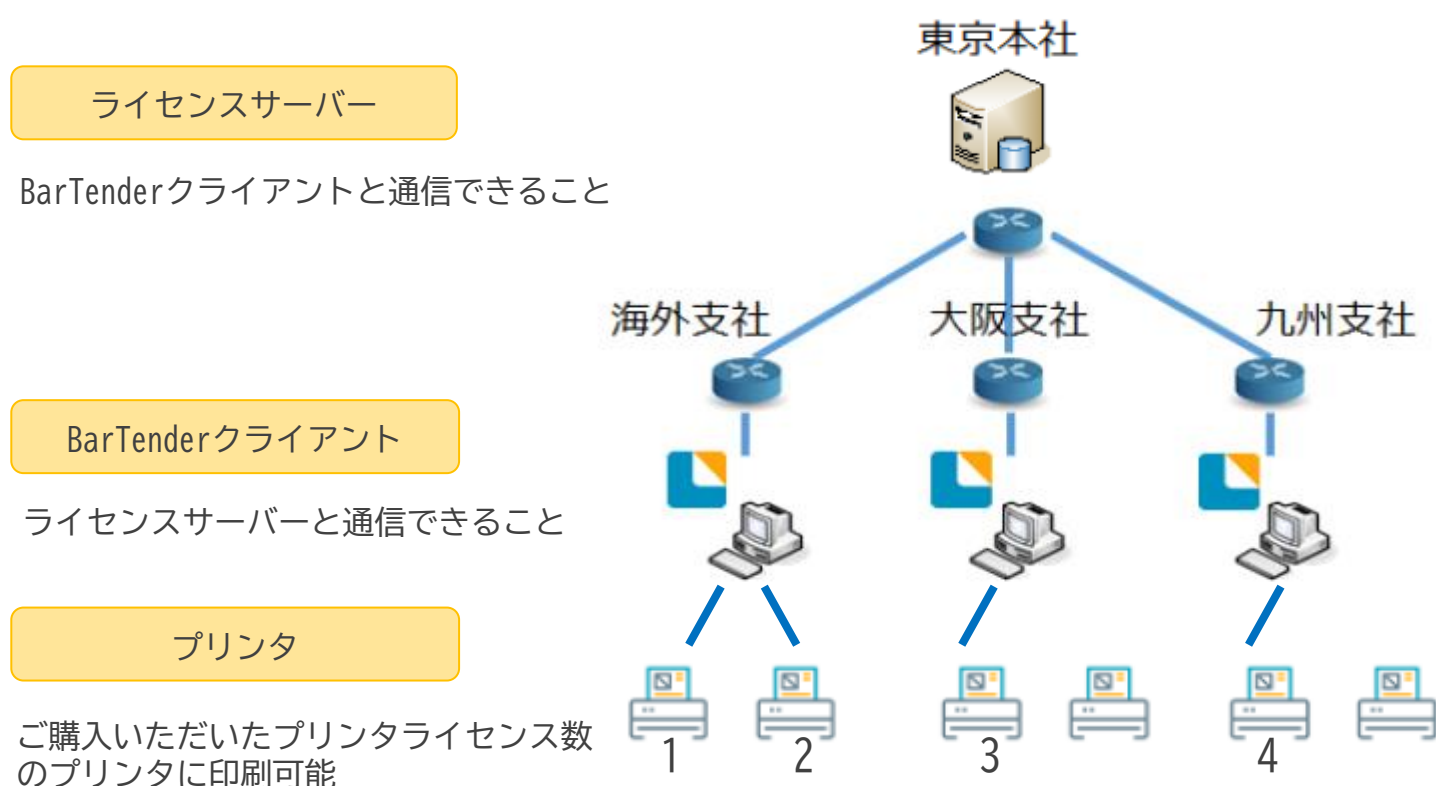 東京本社
ライセンスサーバー
BarTenderクライアントと通信できること
海外支社
大阪支社
九州支社
BarTenderクライアント
ライセンスサーバーと通信できること
プリンタ
ご購入いただいたプリンタライセンス数
のプリンタに印刷可能
1
2
3
4